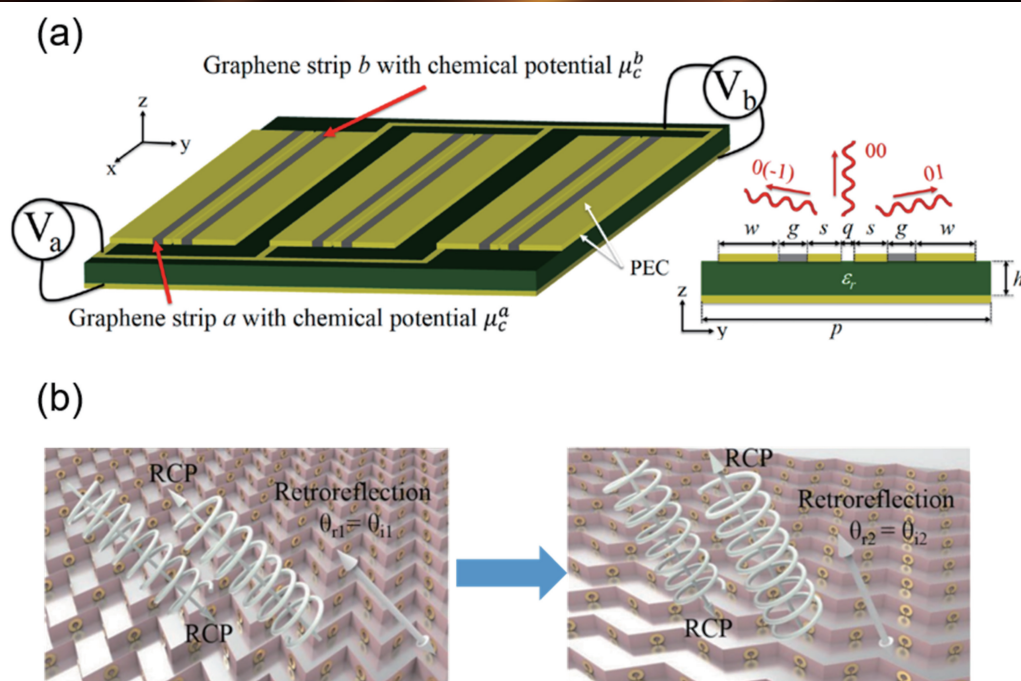 (a)
Graphene strip b with chemical potential μ_c^b
V_b
z
y
x
00
0(-1)
01
w g s q s g w
V_a
PEC
ε_r
h
z
y
p
Graphene strip a with chemical potential μ_c^a
(b)
RCP
Retroreflection
θ_r1 = θ_i1
RCP
RCP
Retroreflection
θ_r2 = θ_i2
RCP